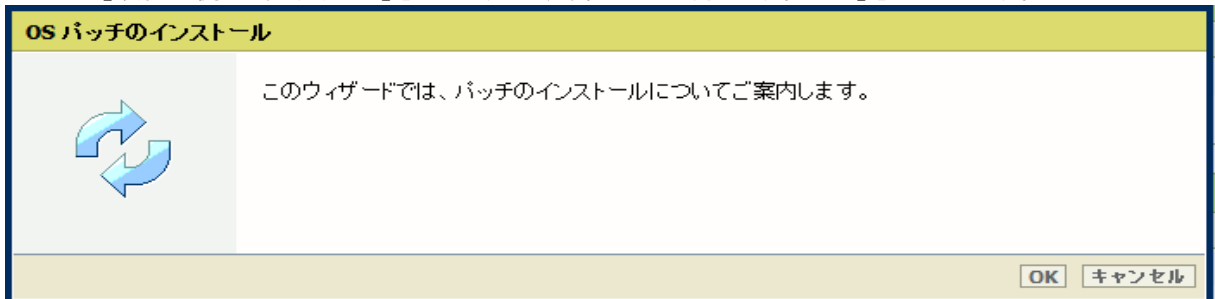 OS パッチのインストール
このウィザードでは、パッチのインストールについてご案内します。
OK キャンセル